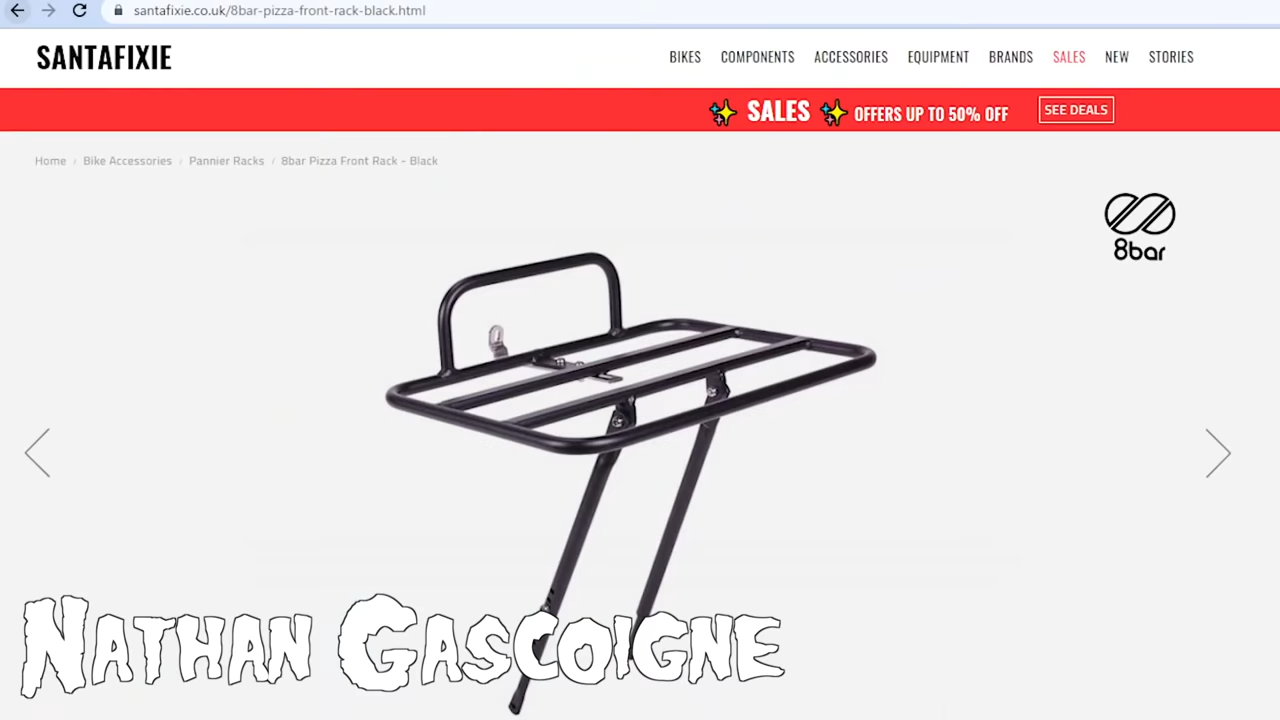 santafixie.co.uk/8bar-pizza-front-rack-black.html
SANTAFIXIE
BIKES COMPONENTS ACCESSORIES EQUIPMENT BRANDS SALES NEW STORIES
✨ SALES ✨ OFFERS UP TO 50% OFF SEE DEALS
Home / Bike Accessories / Pannier Racks / 8bar Pizza Front Rack - Black
8bar
NATHAN GASCOIGNE